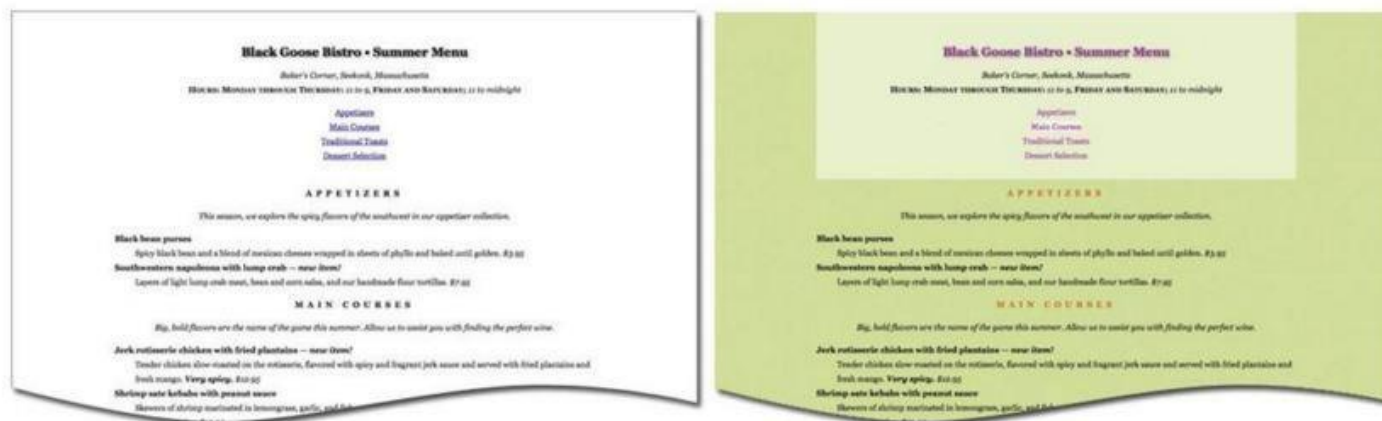 Black Goose Bistro • Summer Menu
Baker's Corner, Seekonk, Massachusetts
HOURS: MONDAY THROUGH THURSDAY: 11 to 9, FRIDAY AND SATURDAY; 11 to midnight
Appetizers
Main Courses
Traditional Toasts
Dessert Selection
APPETIZERS
This season, we explore the spicy flavors of the southwest in our appetizer collection.
Black bean purses
Spicy black bean and a blend of mexican cheeses wrapped in sheets of phyllo and baked until golden. $3.95
Southwestern napoleons with lump crab — new item!
Layers of light lump crab meat, bean and corn salsa, and our handmade flour tortillas. $7.95
MAIN COURSES
Big, bold flavors are the name of the game this summer. Allow us to assist you with finding the perfect wine.
Jerk rotisserie chicken with fried plantains — new item!
Tender chicken slow-roasted on the rotisserie, flavored with spicy and fragrant jerk sauce and served with fried plantains and
fresh mango. Very spicy. $12.95
Shrimp sate kebabs with peanut sauce
Skewers of shrimp marinated in lemongrass, garlic, and
Black Goose Bistro • Summer Menu
Baker's Corner, Seekonk, Massachusetts
HOURS: MONDAY THROUGH THURSDAY: 11 to 9, FRIDAY AND SATURDAY; 11 to midnight
Appetizers
Main Courses
Traditional Toasts
Dessert Selection
APPETIZERS
This season, we explore the spicy flavors of the southwest in our appetizer collection.
Black bean purses
Spicy black bean and a blend of mexican cheeses wrapped in sheets of phyllo and baked until golden. $3.95
Southwestern napoleons with lump crab — new item!
Layers of light lump crab meat, bean and corn salsa, and our handmade flour tortillas. $7.95
MAIN COURSES
Big, bold flavors are the name of the game this summer. Allow us to assist you with finding the perfect wine.
Jerk rotisserie chicken with fried plantains — new item!
Tender chicken slow-roasted on the rotisserie, flavored with spicy and fragrant jerk sauce and served with fried plantains and
fresh mango. Very spicy. $12.95
Shrimp sate kebabs with peanut sauce
Skewers of shrimp marinated in lemongrass, garlic, and